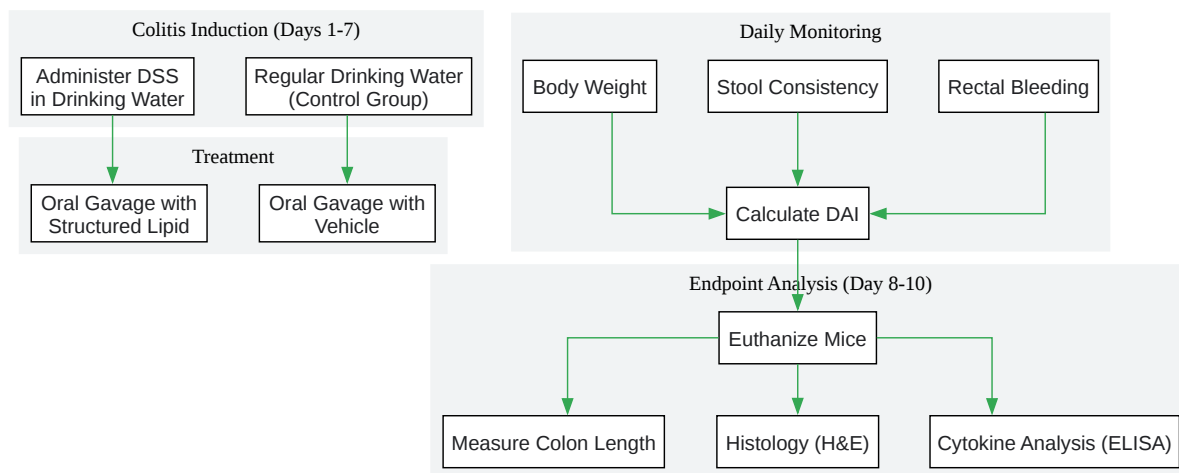 Colitis Induction (Days 1-7)
Administer DSS
in Drinking Water
Regular Drinking Water
(Control Group)
Treatment
Oral Gavage with
Structured Lipid
Oral Gavage with
Vehicle
Daily Monitoring
Body Weight
Stool Consistency
Rectal Bleeding
Calculate DAI
Endpoint Analysis (Day 8-10)
Euthanize Mice
Measure Colon Length
Histology (H&E)
Cytokine Analysis (ELISA)